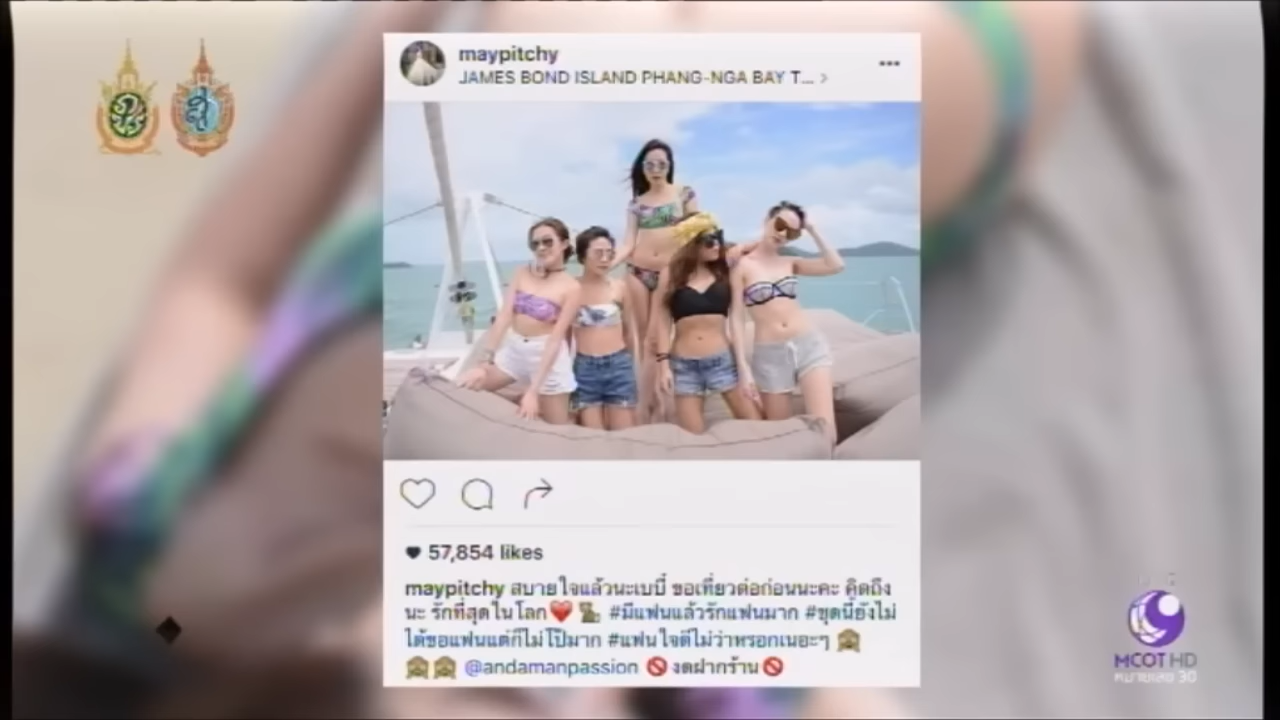 maypitchy
JAMES BOND ISLAND PHANG-NGA BAY T...
57,854 likes
maypitchy สบายใจแล้วนะเบบี๋ ขอเที่ยวต่อก่อนนะคะ คิดถึง
นะ รักที่สุดในโลก❤️ #มีแฟนแล้วรักแฟนมาก #ชุดนี้ยังไม่
ได้ขอแฟนแต่ก็ไม่โป๊มาก #แฟนใจดีไม่ว่าหรอกเนอะๆ 🙈
🙈🙈 @andamanpassion 🚫งดฝากร้าน🚫
MCOT HD
หมายเลข 30